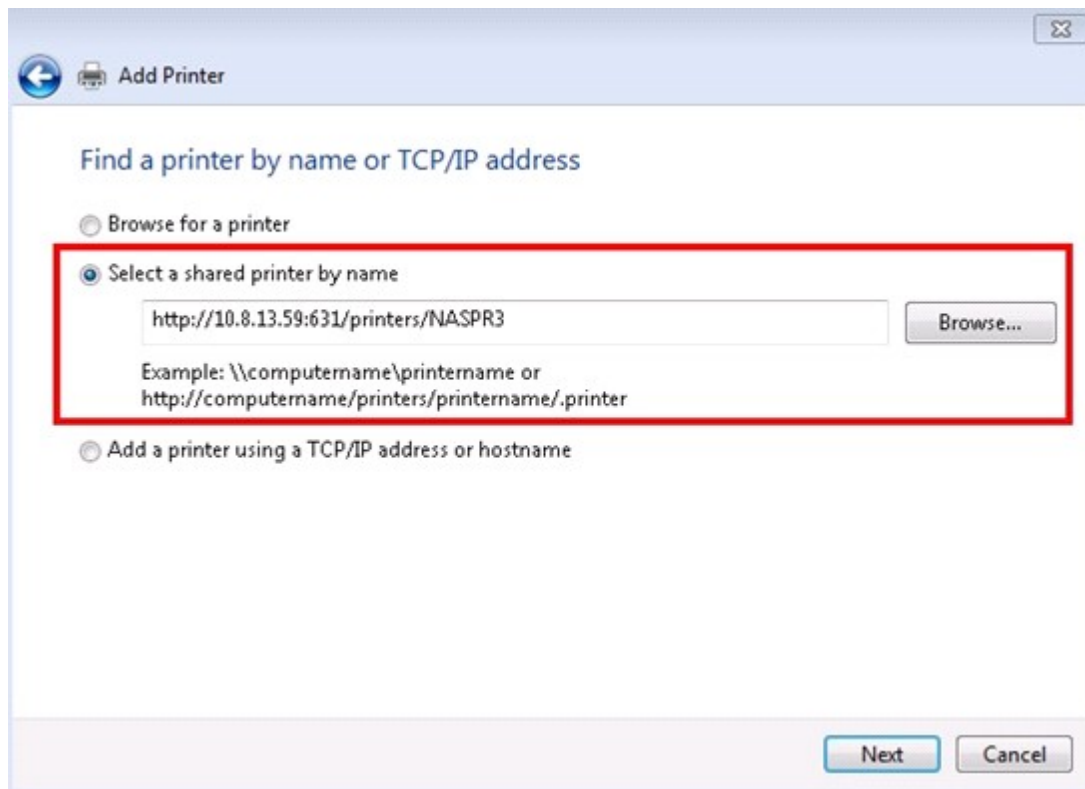 Add Printer
Find a printer by name or TCP/IP address
Browse for a printer
Select a shared printer by name
http://10.8.13.59:631/printers/NASPR3
Browse...
Example: \\computername\printername or
http://computername/printers/printername/.printer
Add a printer using a TCP/IP address or hostname
Next
Cancel